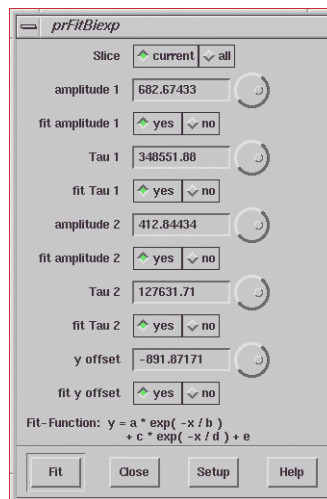 prFitBiexp
Slice current all
amplitude 1 682.67433
fit amplitude 1 yes no
Tau 1 348551.88
fit Tau 1 yes no
amplitude 2 412.84434
fit amplitude 2 yes no
Tau 2 127631.71
fit Tau 2 yes no
y offset -891.87171
fit y offset yes no
Fit-Function: y = a * exp( -x / b )
+ c * exp( -x / d ) + e
Fit Close Setup Help